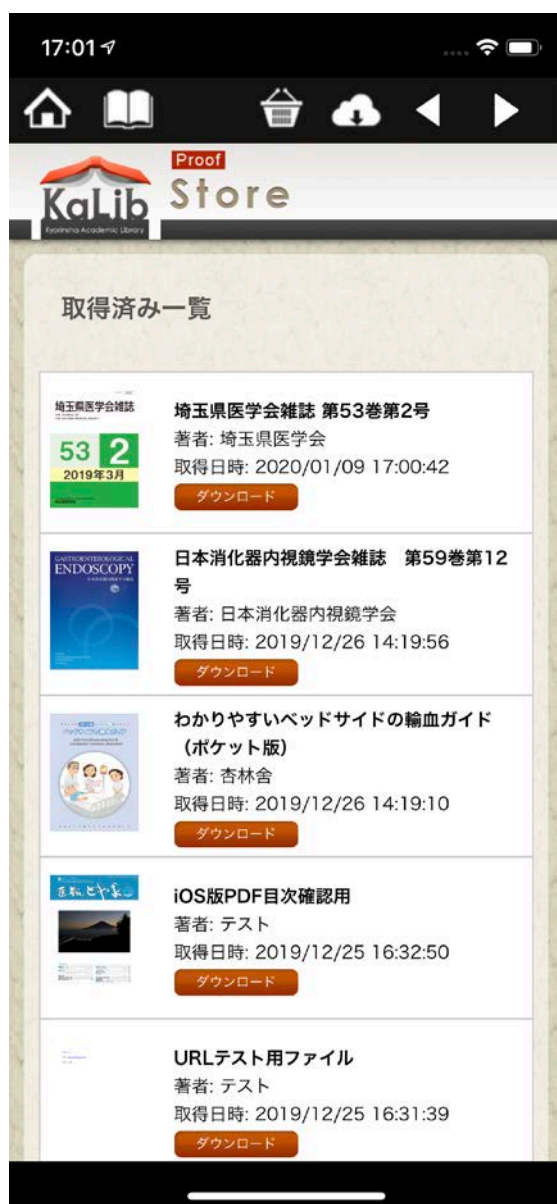 17:01
Proof
Store
KaLib
Kyorinsha Academic Library
取得済み一覧
埼玉県医学会雑誌
53 2
2019年3月
埼玉県医学会雑誌 第53巻第2号
著者: 埼玉県医学会
取得日時: 2020/01/09 17:00:42
ダウンロード
GASTROENTEROLOGICAL
ENDOSCOPY
日本消化器内視鏡学会雑誌　第59巻第12
号
著者: 日本消化器内視鏡学会
取得日時: 2019/12/26 14:19:56
ダウンロード
わかりやすいベッドサイドの輸血ガイド
（ポケット版）
著者: 杏林舍
取得日時: 2019/12/26 14:19:10
ダウンロード
iOS版PDF目次確認用
著者: テスト
取得日時: 2019/12/25 16:32:50
ダウンロード
URLテスト用ファイル
著者: テスト
取得日時: 2019/12/25 16:31:39
ダウンロード